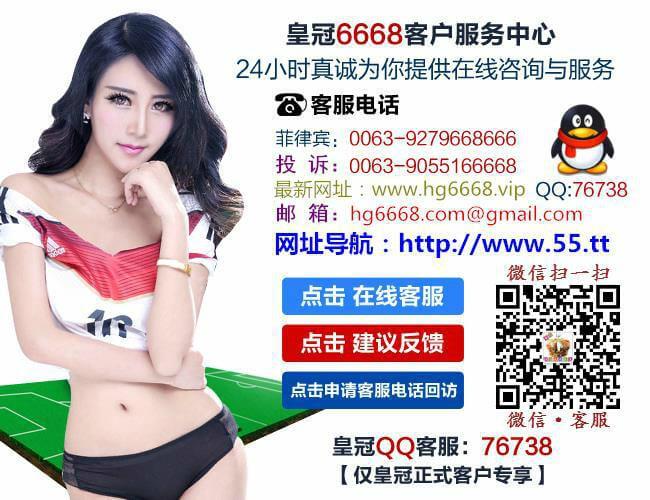 皇冠6668客户服务中心
24小时真诚为你提供在线咨询与服务
客服电话
菲律宾：0063-9279668666
投 诉：0063-9055166668
最新网址：www.hg6668.vip QQ:76738
邮 箱：hg6668.com@gmail.com
网址导航：http://www.55.tt
微信扫一扫
点击 在线客服
点击 建议反馈
点击申请客服电话回访
微信·客服
皇冠QQ客服：76738
【仅皇冠正式客户专享】